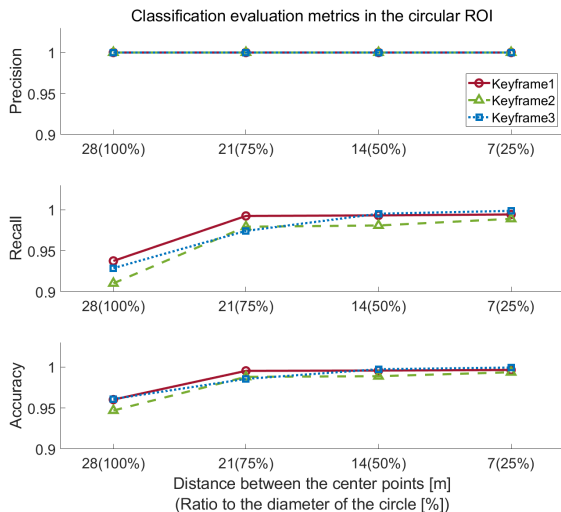 Classification evaluation metrics in the circular ROI
Precision
1
0.95
0.9
28(100%) 21(75%) 14(50%) 7(25%)
Keyframe1
Keyframe2
Keyframe3
Recall
1
0.95
0.9
28(100%) 21(75%) 14(50%) 7(25%)
Accuracy
1
0.95
0.9
28(100%) 21(75%) 14(50%) 7(25%)
Distance between the center points [m]
(Ratio to the diameter of the circle [%])